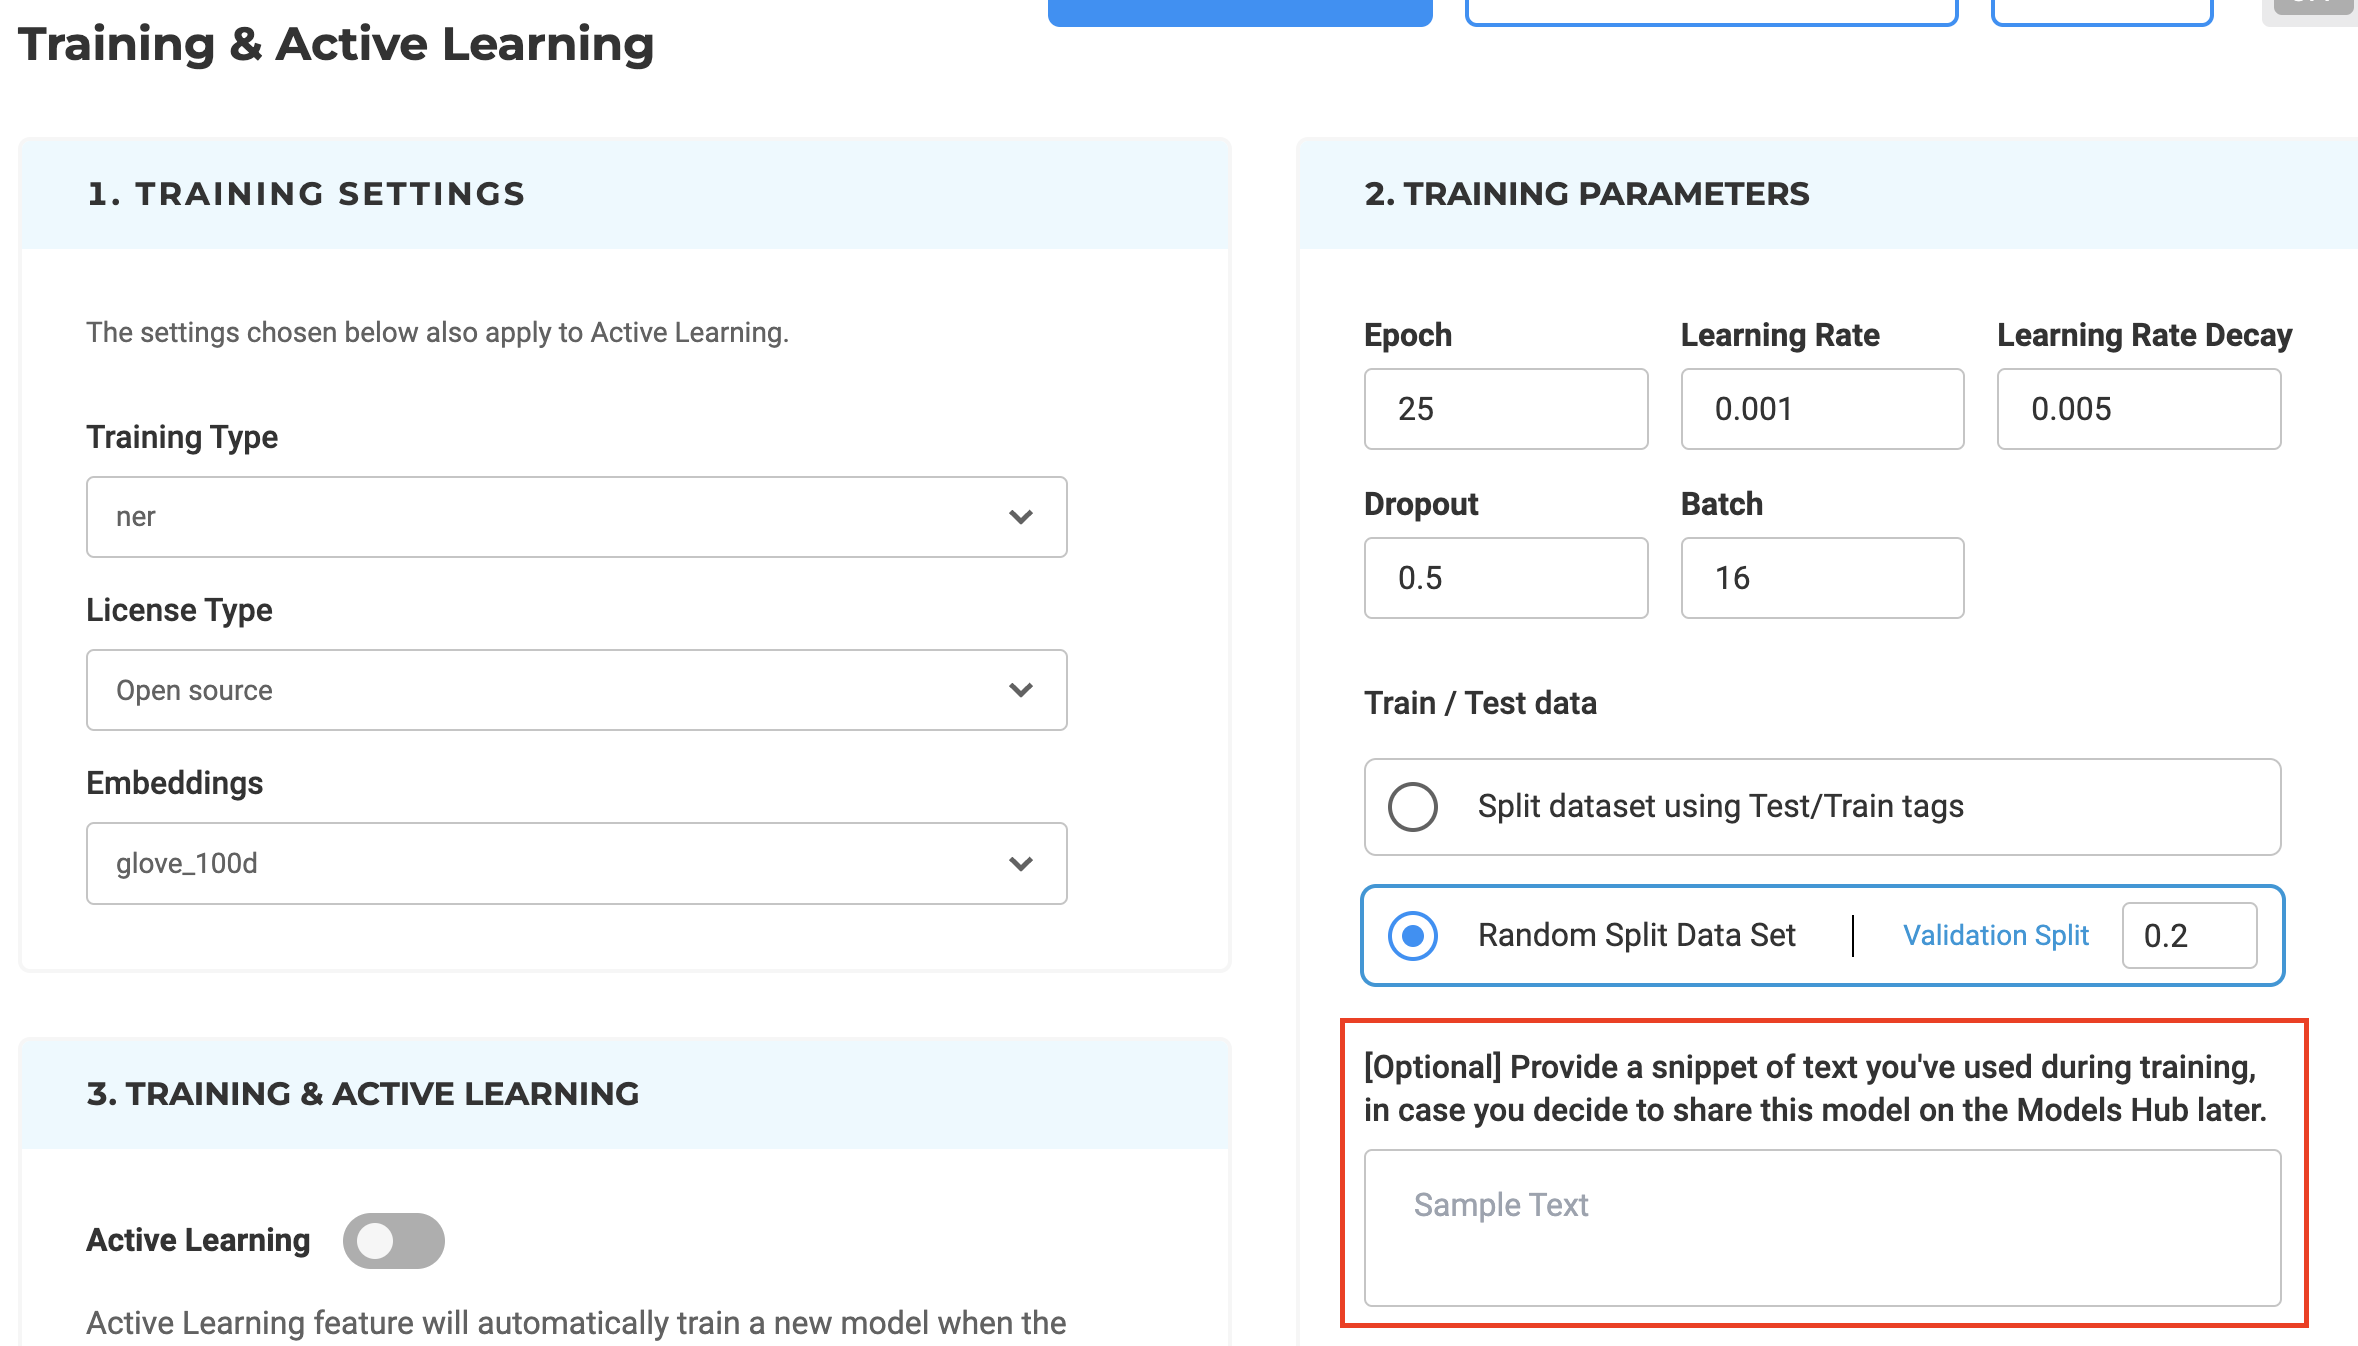 Training & Active Learning
1. TRAINING SETTINGS
The settings chosen below also apply to Active Learning.
Training Type
ner
License Type
Open source
Embeddings
glove_100d
2. TRAINING PARAMETERS
Epoch Learning Rate Learning Rate Decay
25 0.001 0.005
Dropout Batch
0.5 16
Train / Test data
Split dataset using Test/Train tags
Random Split Data Set Validation Split 0.2
[Optional] Provide a snippet of text you've used during training,
in case you decide to share this model on the Models Hub later.
Sample Text
3. TRAINING & ACTIVE LEARNING
Active Learning
Active Learning feature will automatically train a new model when the